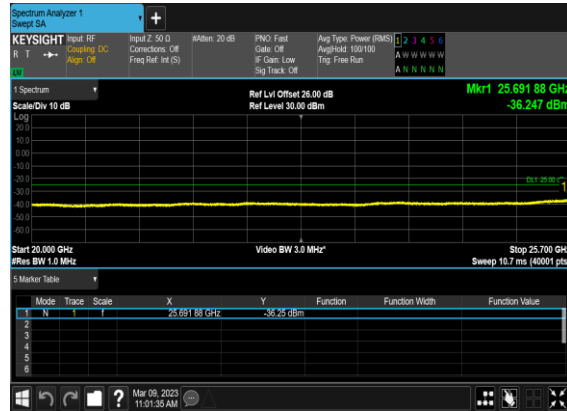 Spectrum Analyzer 1
Swept SA
KEYSIGHT Input: RF Input Z: 50 Ω #Atten: 20 dB PNO: Fast Avg Type: Power (RMS) 1 2 3 4 5 6
R T Coupling: DC Corrections: Off Gate: Off Avg|Hold: 100/100 A W W W W W
Align: Off Freq Ref: Int (S) IF Gain: Low Trig: Free Run
Sig Track: Off A N N N N N
1 Spectrum Ref Lvl Offset 26.00 dB Mkr1 25.691 88 GHz
Scale/Div 10 dB Ref Level 30.00 dBm -36.247 dBm
Log
20.0
10.0
0.00
-10.0
-20.0
DL1 -25.00
-30.0 1
-40.0
-50.0
-60.0
Start 20.000 GHz Video BW 3.0 MHz* Stop 25.700 GHz
#Res BW 1.0 MHz Sweep 10.7 ms (40001 pts
5 Marker Table
Mode Trace Scale X Y Function Function Width Function Value
1 N 1 f 25.691 88 GHz -36.25 dBm
2
3
4
5
6
? Mar 09, 2023
11:01:35 AM